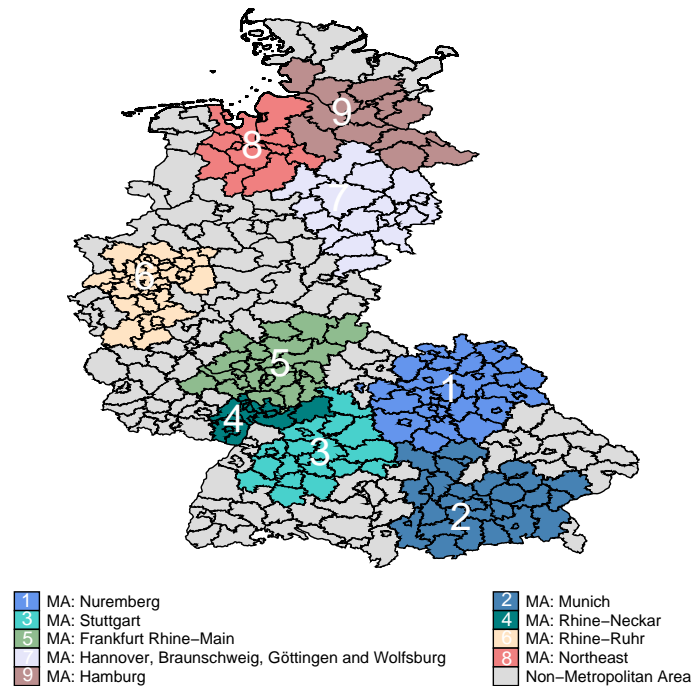 9
8
7
6
5
1
4
3
2
1 MA: Nuremberg
3 MA: Stuttgart
5 MA: Frankfurt Rhine−Main
7 MA: Hannover, Braunschweig, Göttingen and Wolfsburg
9 MA: Hamburg
2 MA: Munich
4 MA: Rhine−Neckar
6 MA: Rhine−Ruhr
8 MA: Northeast
Non−Metropolitan Area